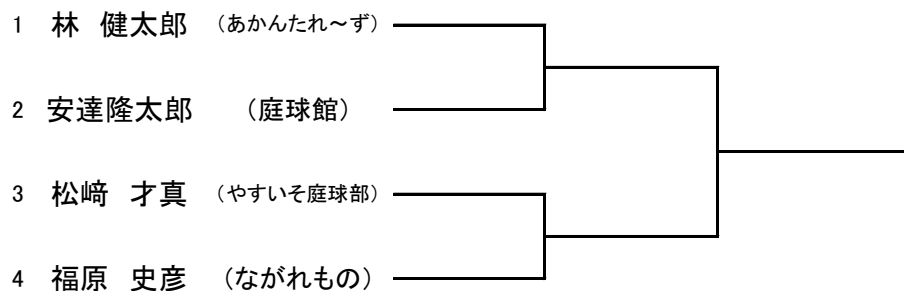 1 林 健太郎 （あかんたれ～ず）
2 安達隆太郎 （庭球館）
3 松﨑 才真 （やすいそ庭球部）
4 福原 史彦 （ながれもの）